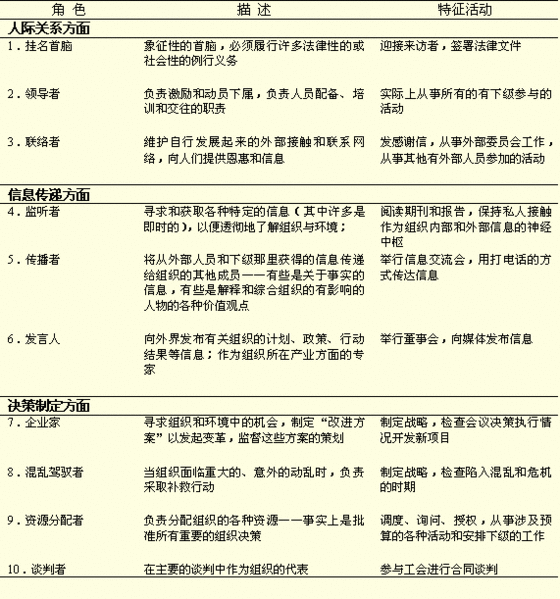 角 色 描 述 特征活动
人际关系方面
1．挂名首脑 象征性的首脑，必须履行许多法律性的或 迎接来访者，签署法律文件
社会性的例行义务
2．领导者 负责激励和动员下属，负责人员配备、培 实际上从事所有的有下级参与的
训和交往的职责 活动
3．联络者 维护自行发展起来的外部接触和联系网 发感谢信，从事外部委员会工作，
络，向人们提供恩惠和信息 从事其他有外部人员参加的活动
信息传递方面
4．监听者 寻求和获取各种特定的信息（其中许多是 阅读期刊和报告，保持私人接触
即时的），以便透彻地了解组织与环境； 作为组织内部和外部信息的神经
中枢
5．传播者 将从外部人员和下级那里获得的信息传递 举行信息交流会，用打电话的方
给组织的其他成员——有些是关于事实的 式传达信息
信息，有些是解释和综合组织的有影响的
人物的各种价值观点
6．发言人 向外界发布有关组织的计划、政策、行动 举行董事会，向媒体发布信息
结果等信息；作为组织所在产业方面的专
家
决策制定方面
7．企业家 寻求组织和环境中的机会，制定“改进方 制定战略，检查会议决策执行情
案”以发起变革，监督这些方案的策划 况开发新项目
8．混乱驾驭者 当组织面临重大的、意外的动乱时，负责 制定战略，检查陷入混乱和危机
采取补救行动 的时期
9．资源分配者 负责分配组织的各种资源——事实上是批 调度、询问、授权，从事涉及预
准所有重要的组织决策 算的各种活动和安排下级的工作
10．谈判者 在主要的谈判中作为组织的代表 参与工会进行合同谈判